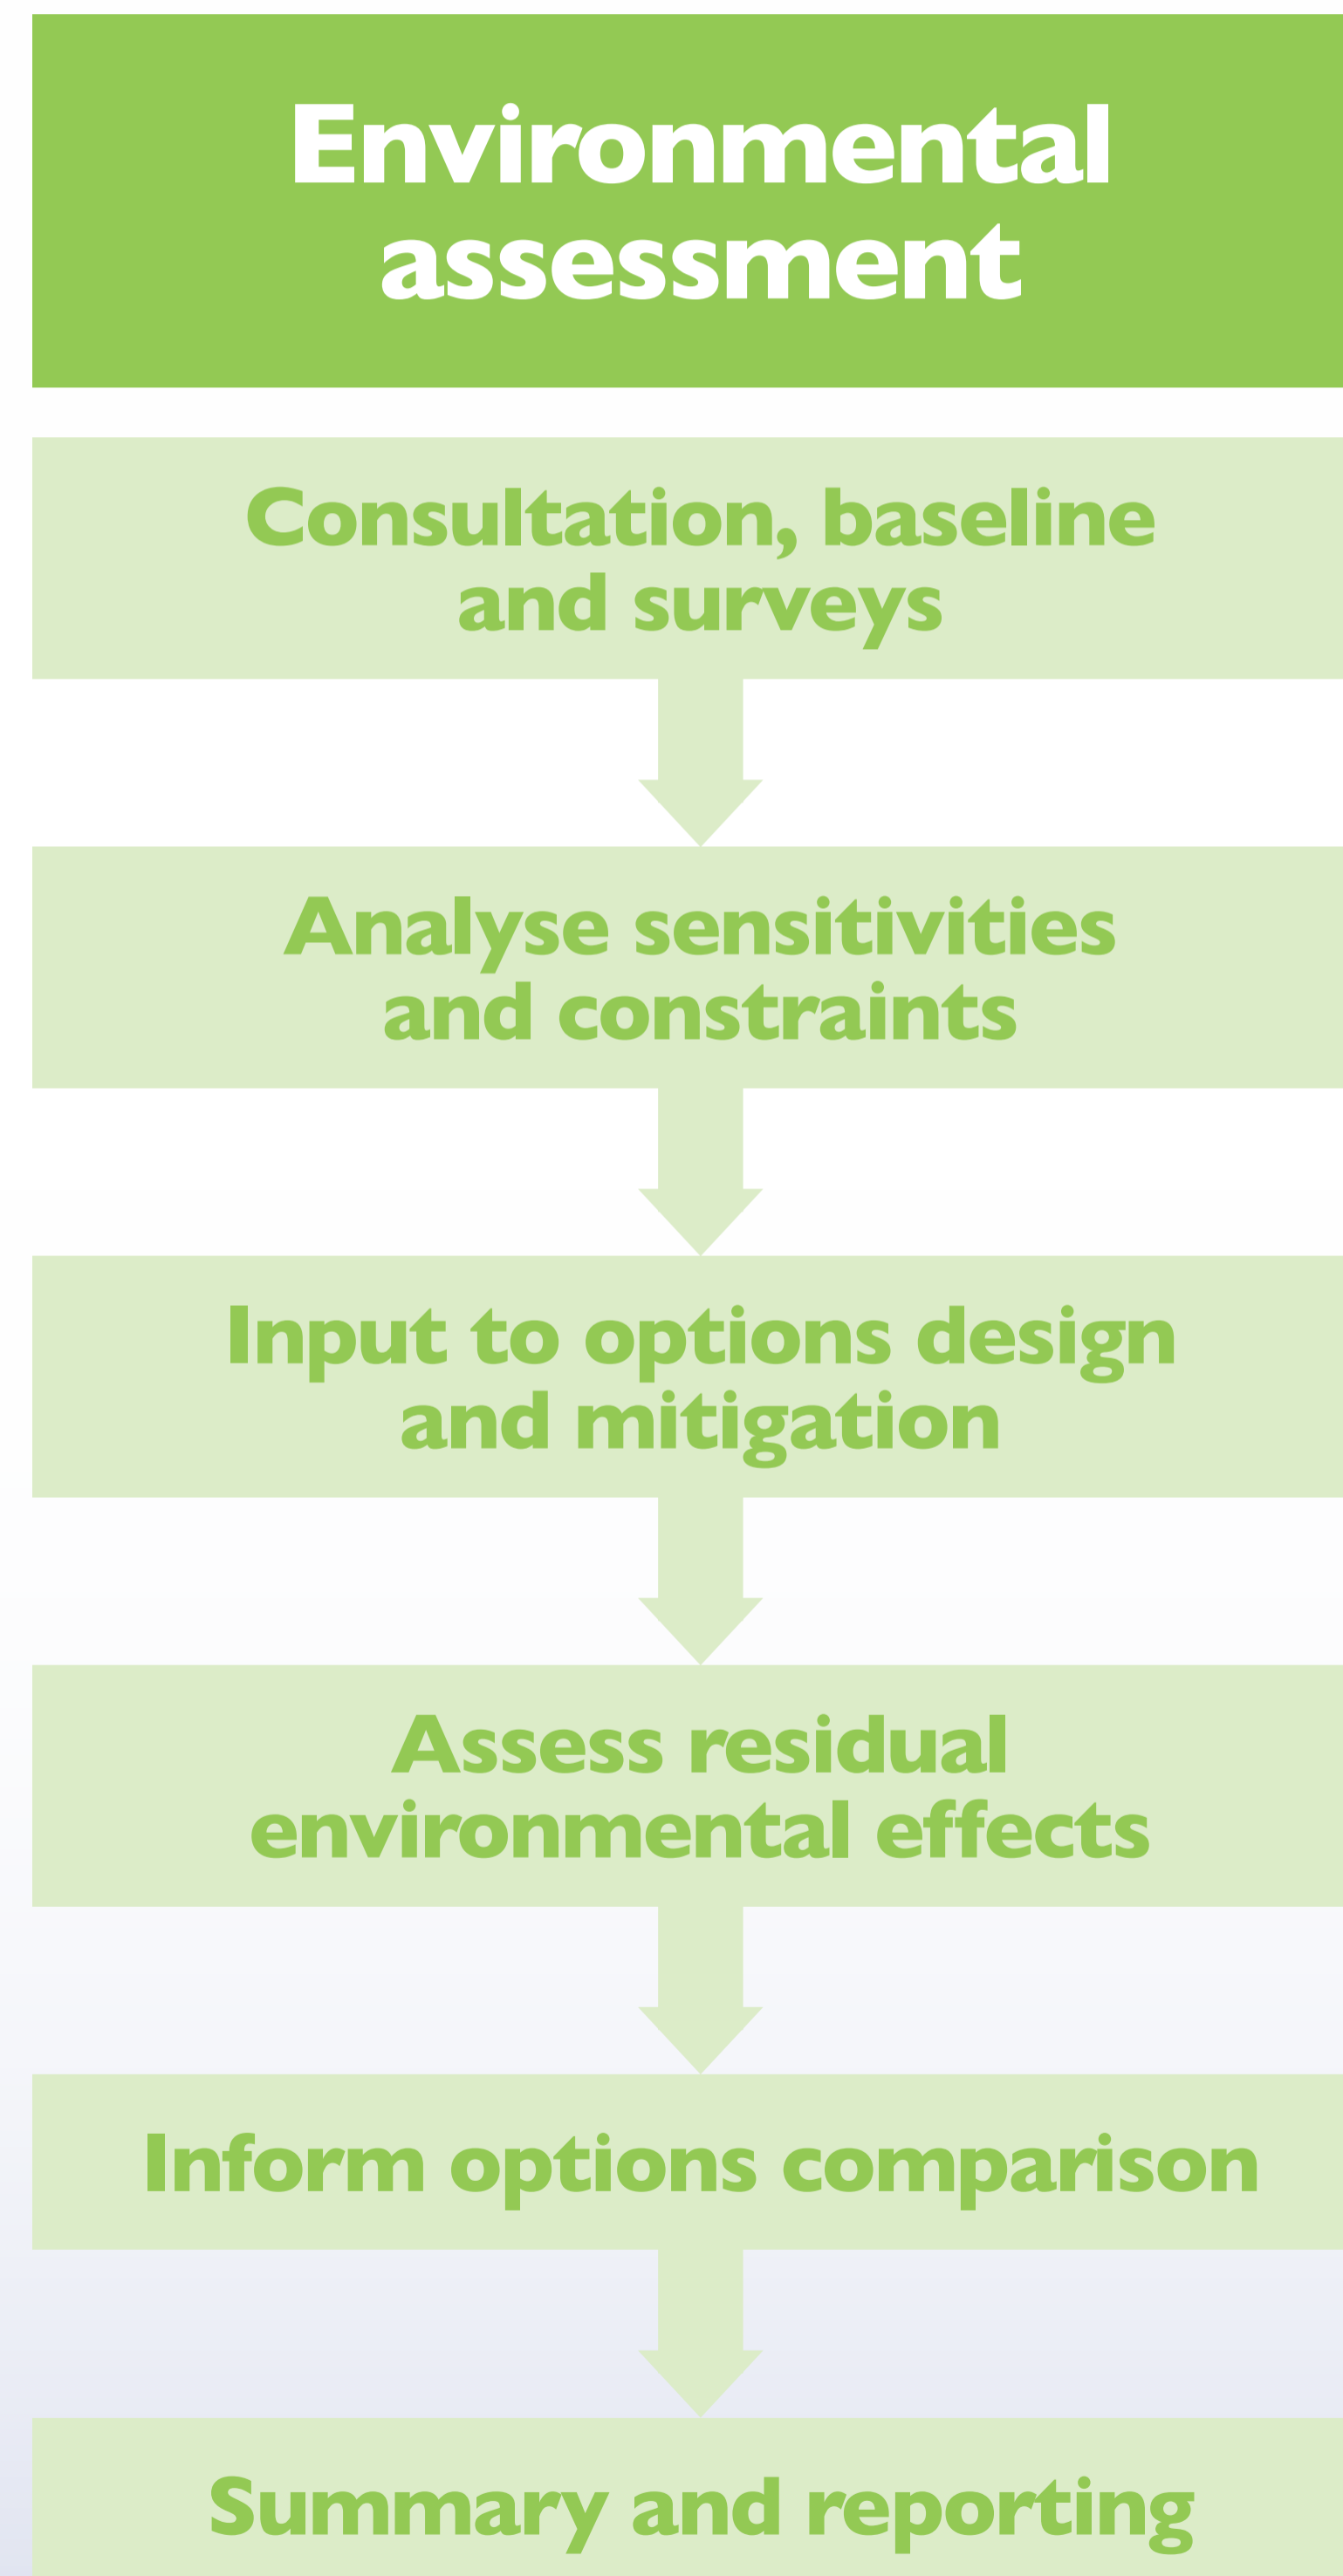 Environmental
assessment
Consultation, baseline
and surveys
Analyse sensitivities
and constraints
Input to options design
and mitigation
Assess residual
environmental effects
Inform options comparison
Summary and reporting